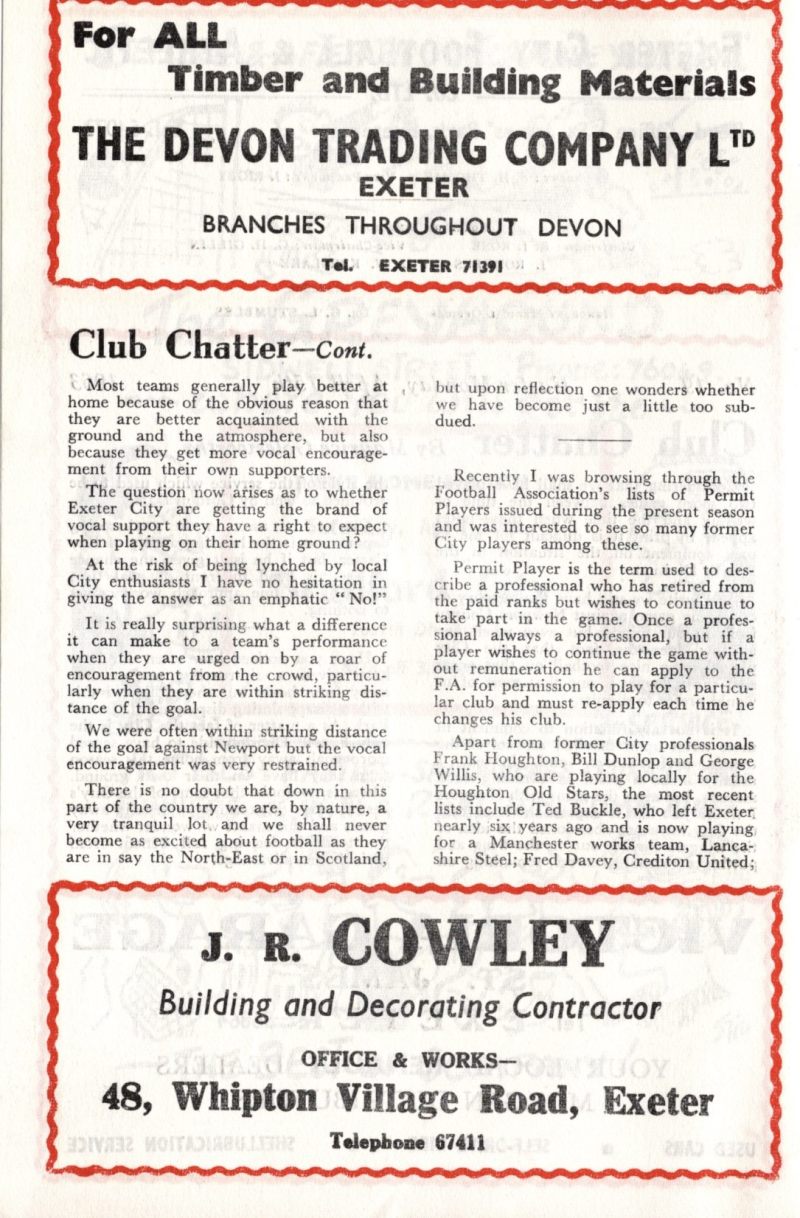 For ALL
Timber and Building Materials
THE DEVON TRADING COMPANY LTD
EXETER
BRANCHES THROUGHOUT DEVON
Tel. EXETER 71391
Club Chatter—Cont.
Most teams generally play better at
home because of the obvious reason that
they are better acquainted with the
ground and the atmosphere, but also
because they get more vocal encourage-
ment from their own supporters.
The question now arises as to whether
Exeter City are getting the brand of
vocal support they have a right to expect
when playing on their home ground?
At the risk of being lynched by local
City enthusiasts I have no hesitation in
giving the answer as an emphatic "No!"
It is really surprising what a difference
it can make to a team's performance
when they are urged on by a roar of
encouragement from the crowd, particu-
larly when they are within striking dis-
tance of the goal.
We were often within striking distance
of the goal against Newport but the vocal
encouragement was very restrained.
There is no doubt that down in this
part of the country we are, by nature, a
very tranquil lot and we shall never
become as excited about football as they
are in say the North-East or in Scotland,
but upon reflection one wonders whether
we have become just a little too sub-
dued.
Recently I was browsing through the
Football Association's lists of Permit
Players issued during the present season
and was interested to see so many former
City players among these.
Permit Player is the term used to des-
cribe a professional who has retired from
the paid ranks but wishes to continue to
take part in the game. Once a profes-
sional always a professional, but if a
player wishes to continue the game with-
out remuneration he can apply to the
F.A. for permission to play for a particu-
lar club and must re-apply each time he
changes his club.
Apart from former City professionals
Frank Houghton, Bill Dunlop and George
Willis, who are playing locally for the
Houghton Old Stars, the most recent
lists include Ted Buckle, who left Exeter
nearly six years ago and is now playing
for a Manchester works team, Lanca-
shire Steel; Fred Davey, Crediton United;
J. R. COWLEY
Building and Decorating Contractor
OFFICE & WORKS—
48, Whipton Village Road, Exeter
Telephone 67411